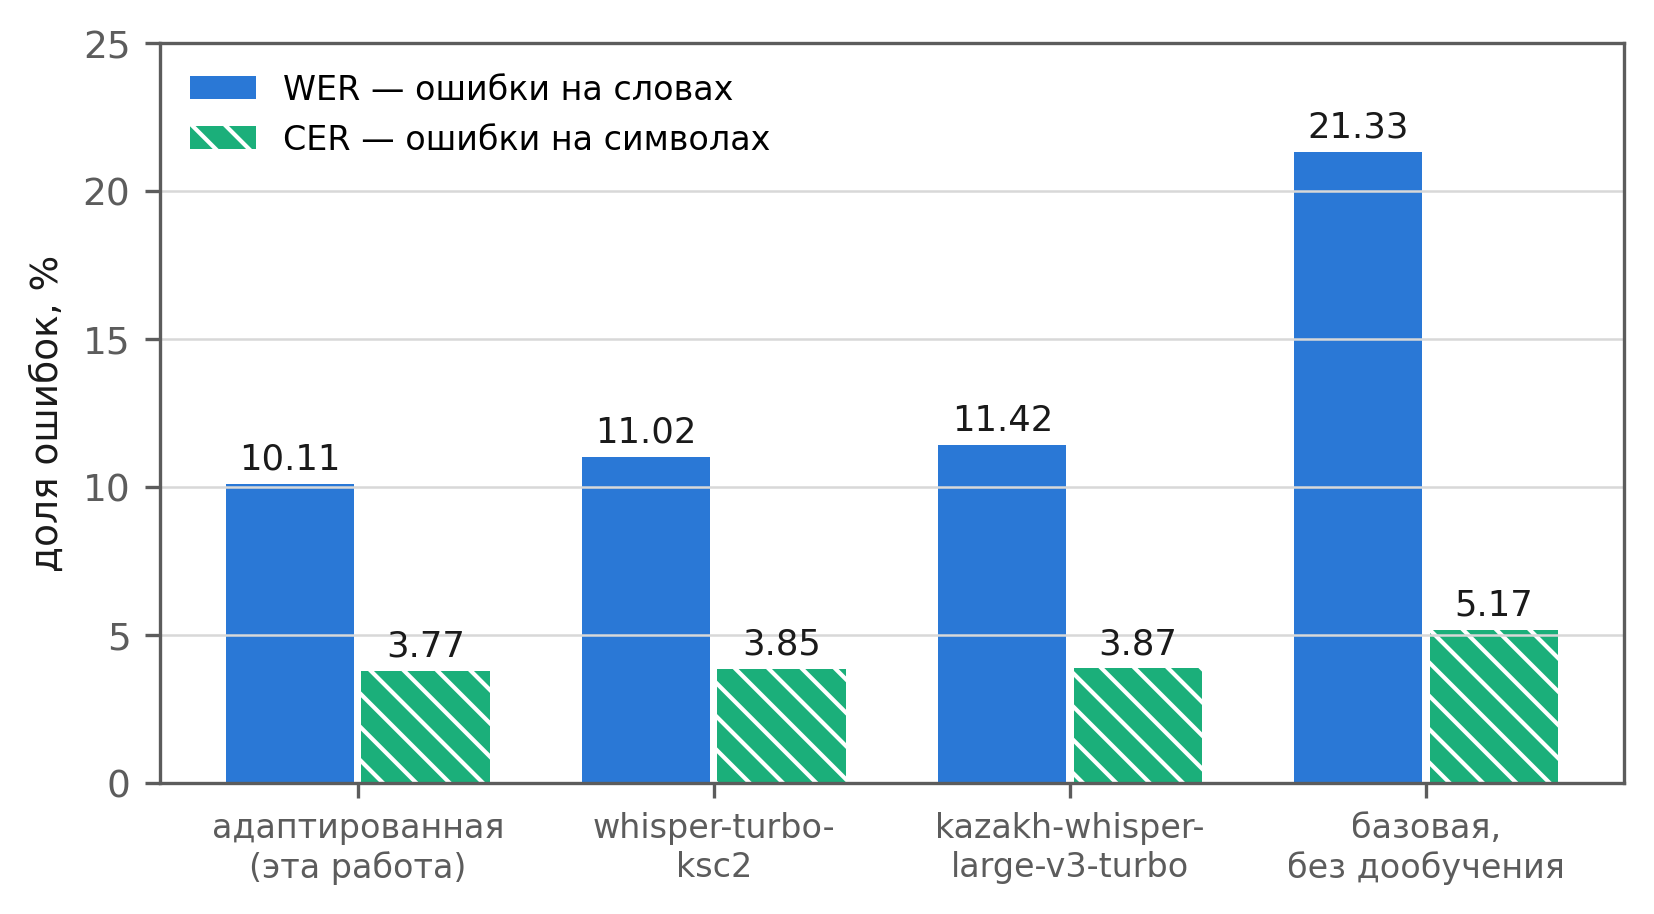 25
WER — ошибки на словах
CER — ошибки на символах
21.33
20
доля ошибок, %
15
11.42
11.02
10.11
10
5.17
3.77
3.85
3.87
5
0
адаптированная
(эта работа)
whisper-turbo-
ksc2
kazakh-whisper-
large-v3-turbo
базовая,
без дообучения